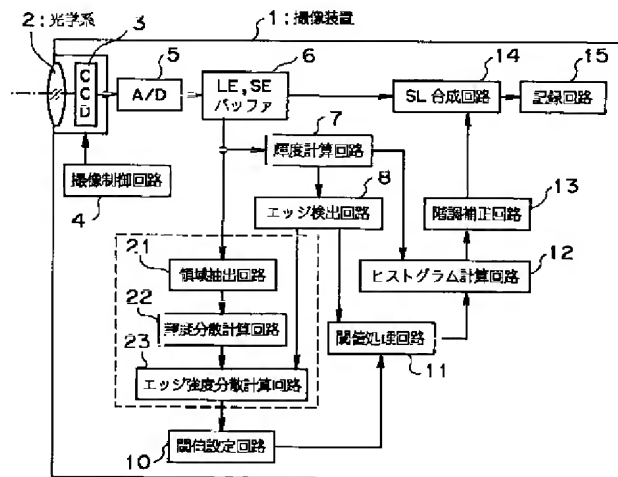 2:光学系
3
1:撮像装置
5
6
14
15
CCD
A/D
LE,SE
バッファ
SL 合成回路
記録回路
7
輝度計算回路
撮像制御回路
4
8
エッジ検出回路
13
階調補正回路
21
領域抽出回路
12
ヒストグラム計算回路
22
輝度分散計算回路
閾値処理回路
11
23
エッジ強度分散計算回路
閾値設定回路
10